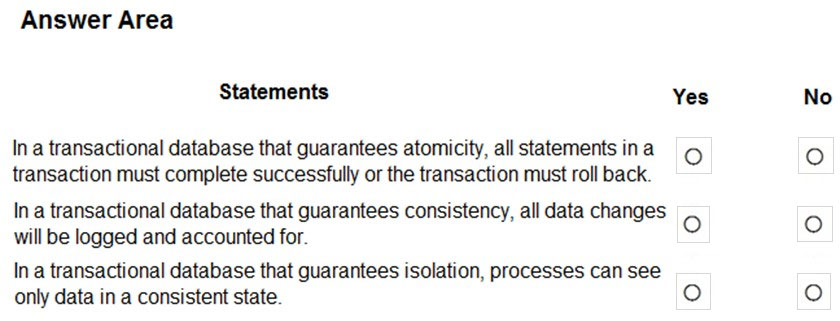 Answer Area
Statements Yes No
In a transactional database that guarantees atomicity, all statements in a
transaction must complete successfully or the transaction must roll back.
In a transactional database that guarantees consistency, all data changes
will be logged and accounted for.
In a transactional database that guarantees isolation, processes can see
only data in a consistent state.